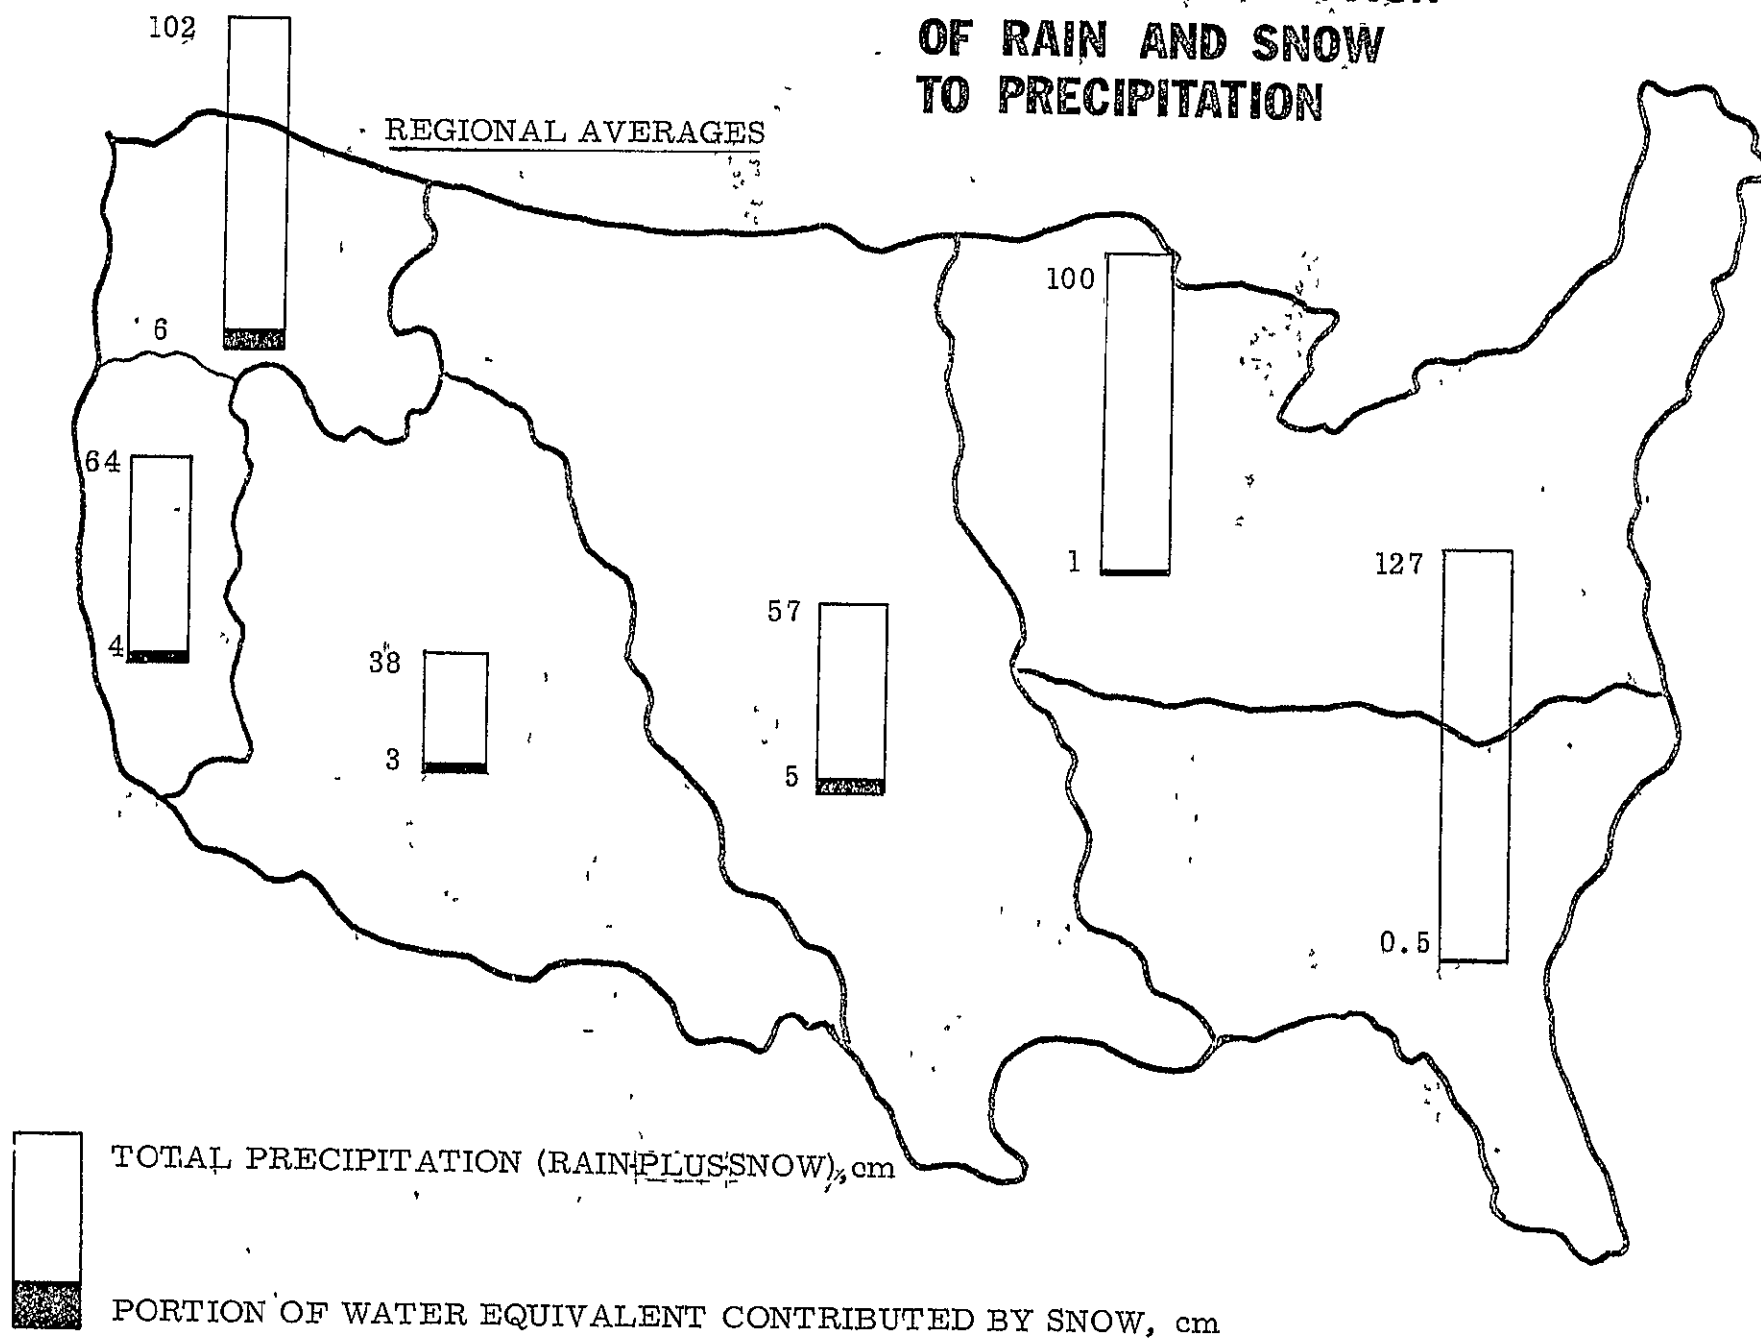 OF RAIN AND SNOW
TO PRECIPITATION
REGIONAL AVERAGES
102
6
64
4
38
3
57
5
100
1
127
0.5
TOTAL PRECIPITATION (RAIN PLUS SNOW), cm
PORTION OF WATER EQUIVALENT CONTRIBUTED BY SNOW, cm